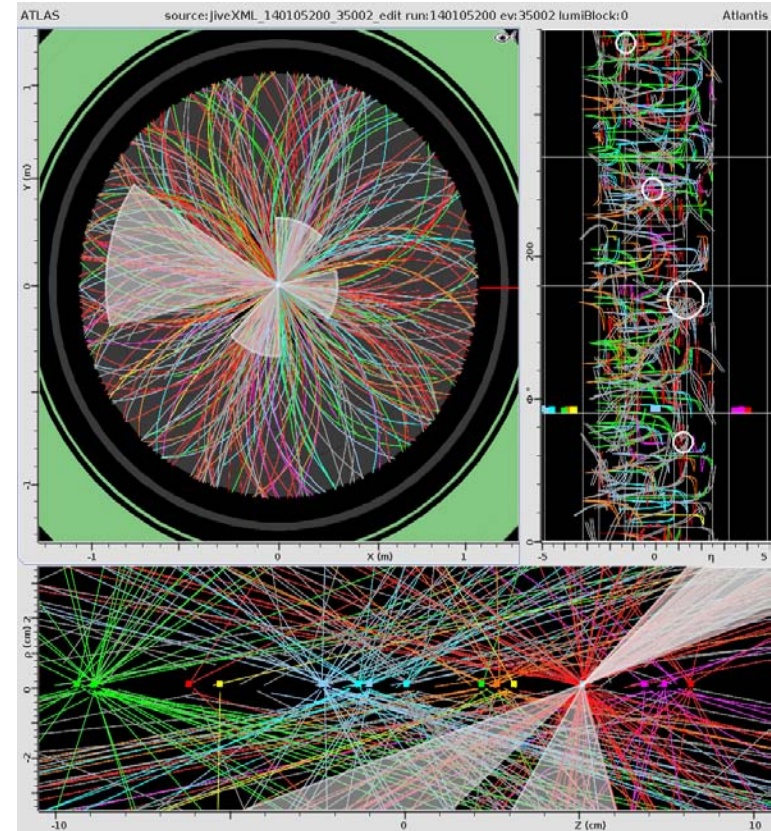 ATLAS source:JiveXML_140105200_35002_edit run:140105200 ev:35002 lumiBlock:0 Atlantis
1
Y (m)
0
-1
-1 0 X (m) 1
200
0°
-5 0 η 5
ρ (cm) 2
0
-2
-10 0 Z (cm) 10